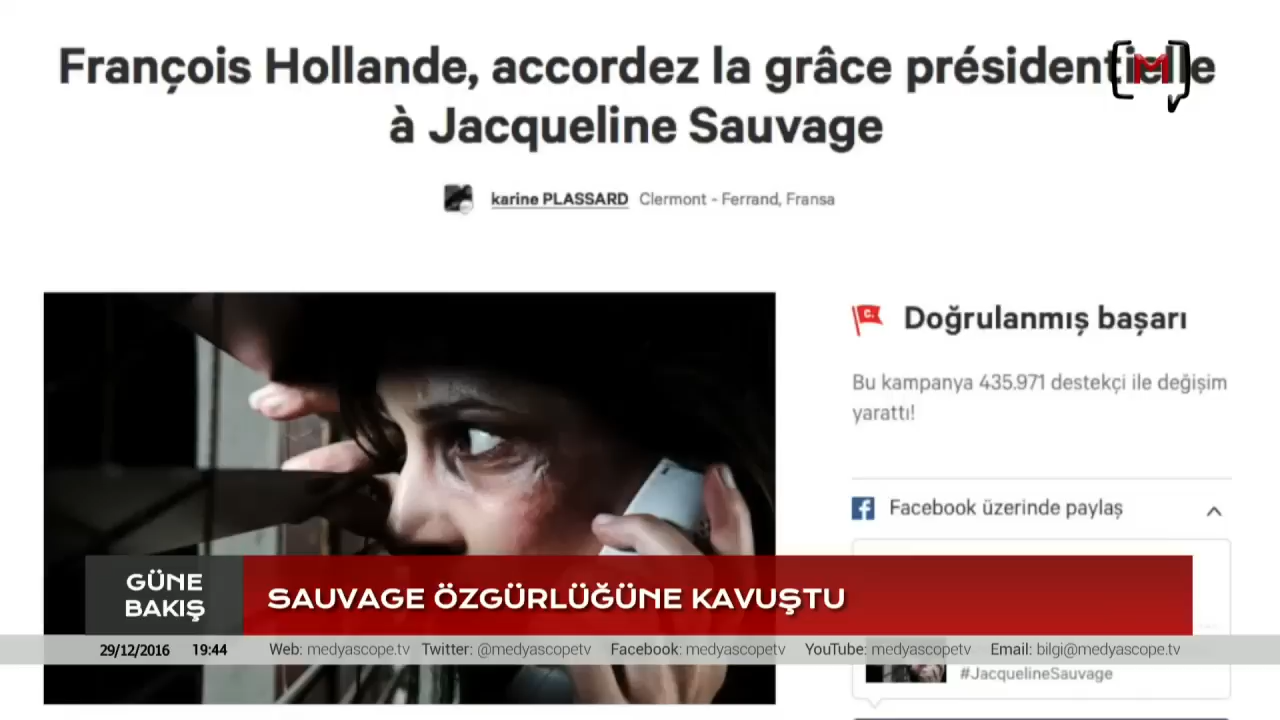 François Hollande, accordez la grâce présidentielle
à Jacqueline Sauvage
M
karine PLASSARD Clermont - Ferrand, Fransa
C.
Doğrulanmış başarı
Bu kampanya 435.971 destekçi ile değişim
yarattı!
f
Facebook üzerinde paylaş
GÜNE
BAKIŞ
SAUVAGE ÖZGÜRLÜĞÜNE KAVUŞTU
29/12/2016 19:44 Web: medyascope.tv Twitter: @medyascopetv Facebook: medyascopetv YouTube: medyascopetv Email: bilgi@medyascope.tv
#JacquelineSauvage